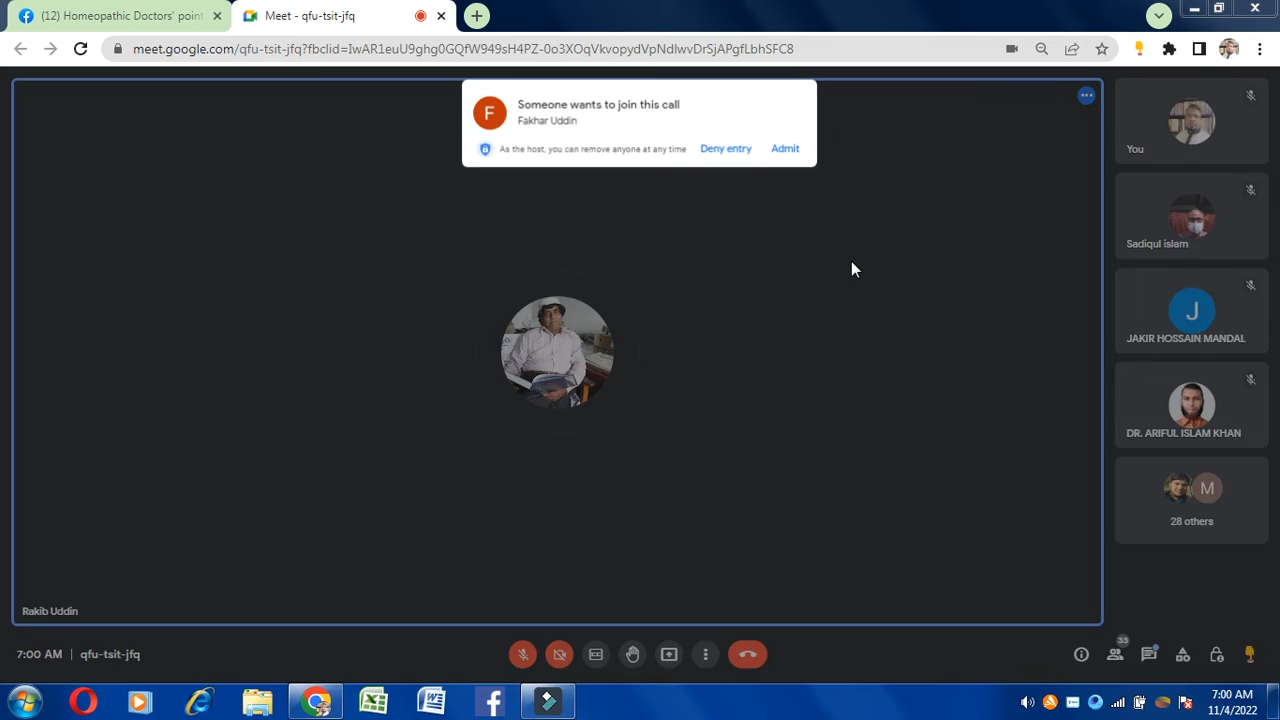 (12) Homeopathic Doctors' point
Meet - qfu-tsit-jfq
meet.google.com/qfu-tsit-jfq?fbclid=IwAR1euU9ghg0GQfW949sH4PZ-0o3XOqVkvopydVpNdIwvDrSjAPgfLbhSFC8
F
Someone wants to join this call
Fakhar Uddin
As the host, you can remove anyone at any time
Deny entry
Admit
You
Sadiqul islam
J
JAKIR HOSSAIN MANDAL
DR. ARIFUL ISLAM KHAN
M
28 others
Rakib Uddin
7:00 AM | qfu-tsit-jfq
33
7:00 AM
11/4/2022